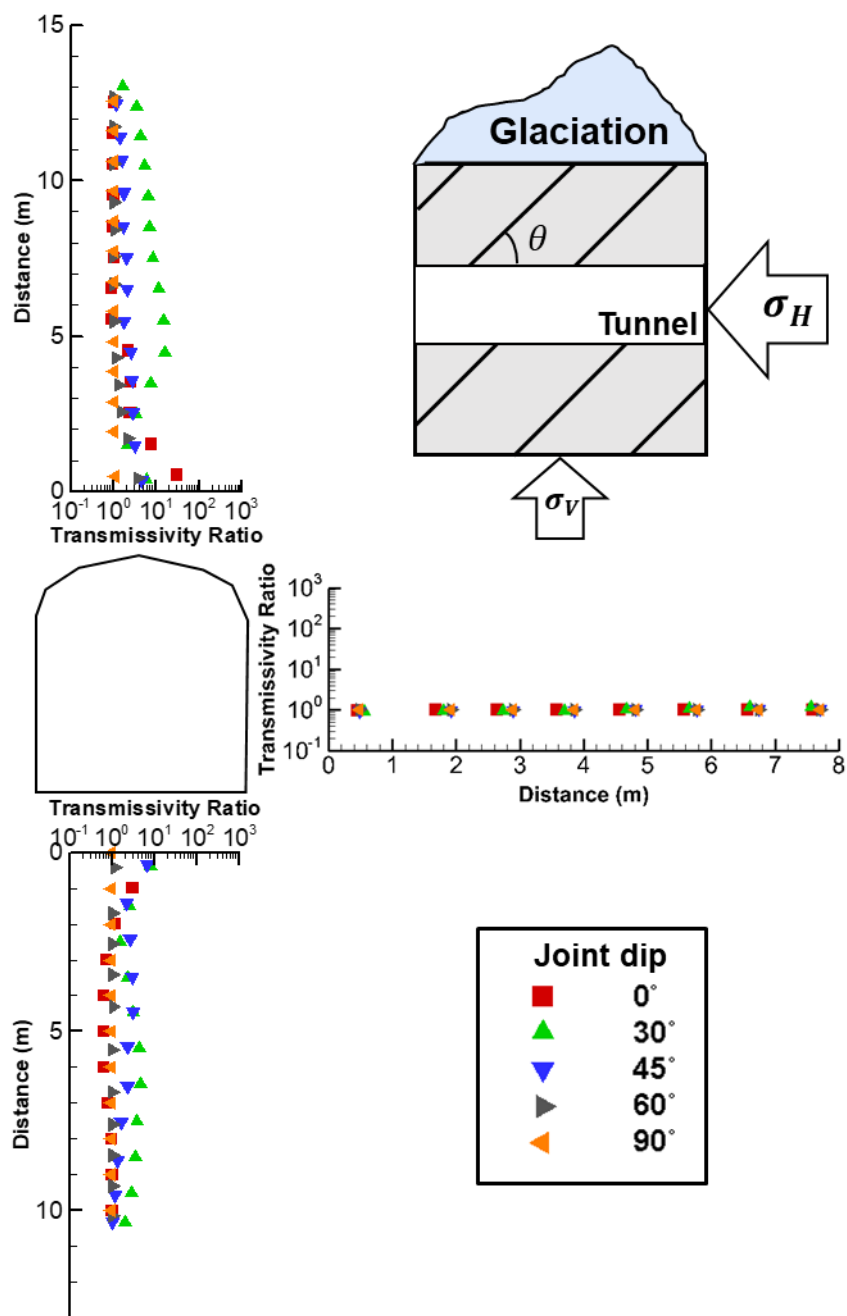 15
10
5
0
Distance (m)
10⁻¹ 10⁰ 10¹ 10² 10³
Transmissivity Ratio
Glaciation
θ
Tunnel
σ_H
σ_V
10³
10²
10¹
10⁰
10⁻¹
Transmissivity Ratio
0 1 2 3 4 5 6 7 8
Distance (m)
Transmissivity Ratio
10⁻¹ 10⁰ 10¹ 10² 10³
0
5
10
Distance (m)
Joint dip
0°
30°
45°
60°
90°